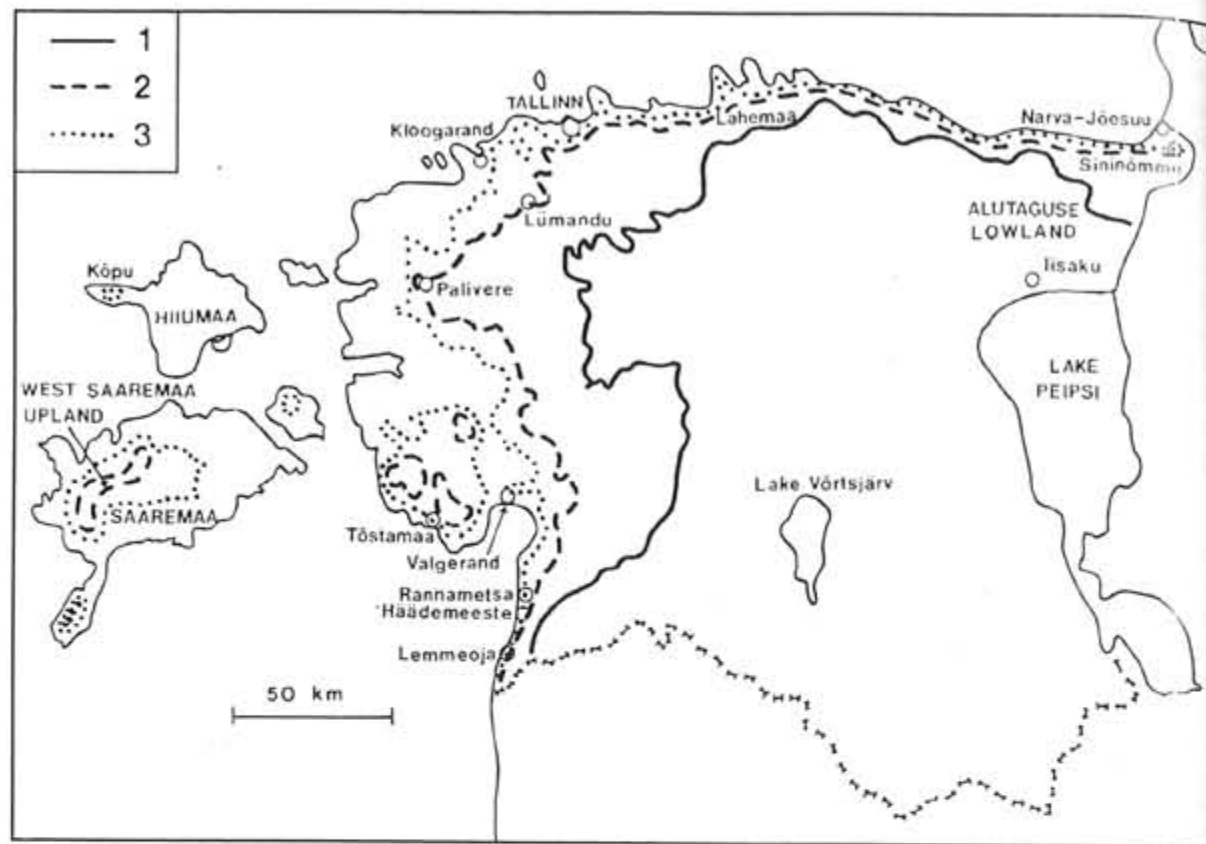 1
2
3
TALLINN
Kloogarand
Lahemaa
Narva-Jõesuu
Sininõmme
Lümandu
ALUTAGUSE
LOWLAND
Iisaku
Kõpu
Palivere
HIIUMAA
LAKE
PEIPSI
WEST SAAREMAA
UPLAND
Lake Võrtsjärv
SAAREMAA
Tõstamaa
Valgerand
Rannametsa
Häädemeeste
Lemmeoja
50 km